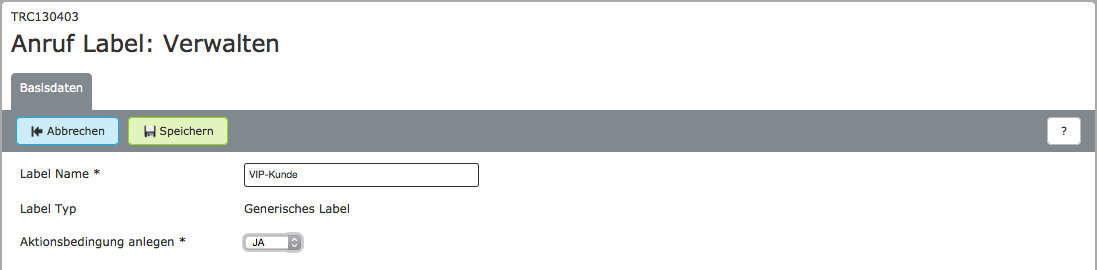 TRC130403
Anruf Label: Verwalten
Basisdaten
Abbrechen Speichern ?
Label Name * VIP-Kunde
Label Typ Generisches Label
Aktionsbedingung anlegen * JA